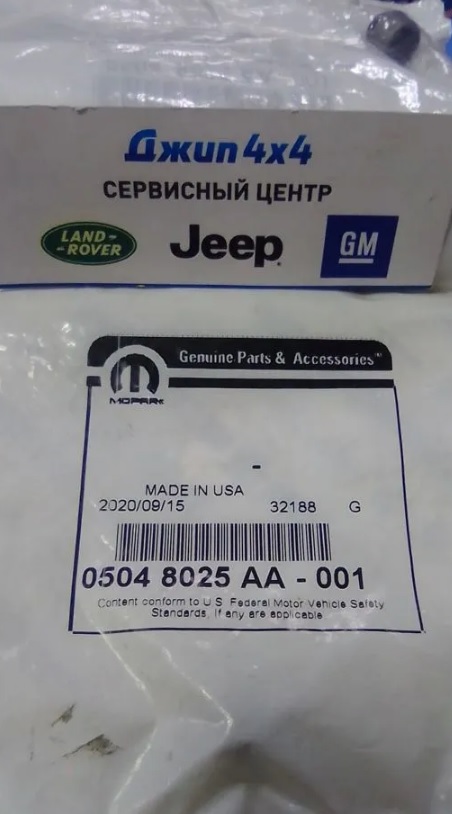 Джип 4x4
СЕРВИСНЫЙ ЦЕНТР
LAND-
-ROVER
Jeep
GM
Genuine Parts & Accessories™
MOPAR
-
MADE IN USA
2020/09/15 32188 G
0504 8025 AA - 001
Content conform to U S Federal Motor Vehicle Safety
Standards, if any are applicable